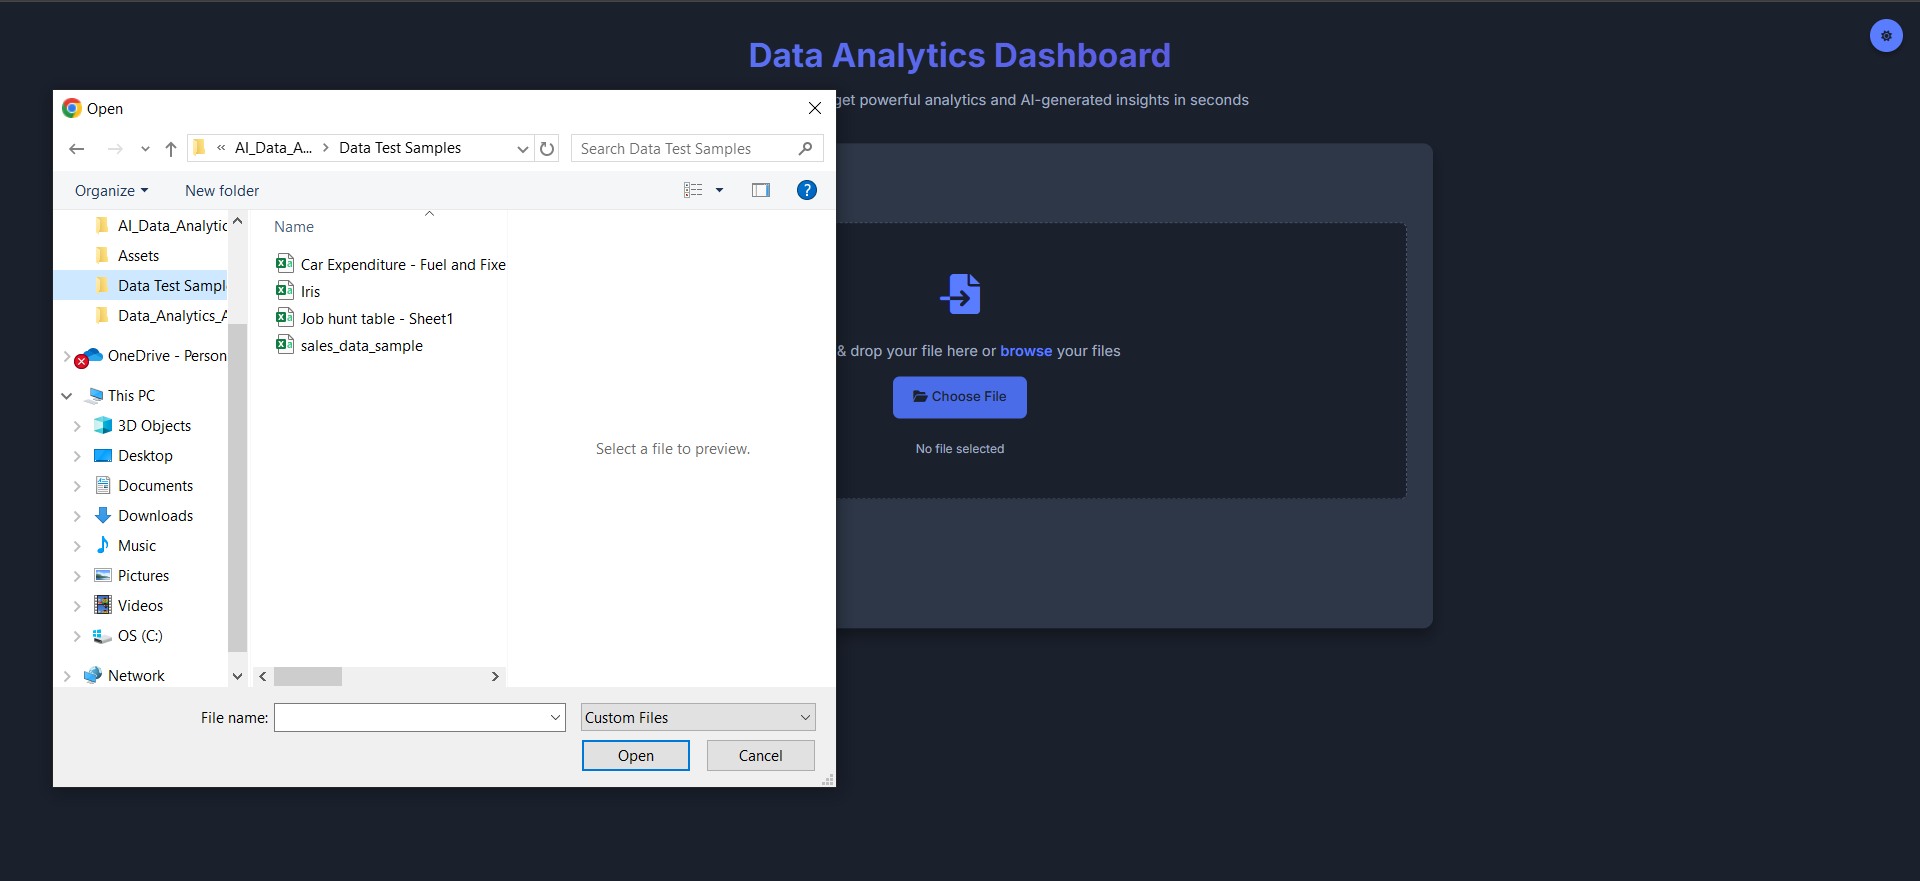 Data Analytics Dashboard
get powerful analytics and AI-generated insights in seconds
Open
« AI_Data_A... > Data Test Samples
Search Data Test Samples
Organize
New folder
?
AI_Data_Analytic
Assets
Data Test Sampl
Data_Analytics_A
OneDrive - Person
This PC
3D Objects
Desktop
Documents
Downloads
Music
Pictures
Videos
OS (C:)
Network
Name
Car Expenditure - Fuel and Fixe
Iris
Job hunt table - Sheet1
sales_data_sample
Select a file to preview.
File name:
Custom Files
Open
Cancel
& drop your file here or browse your files
Choose File
No file selected